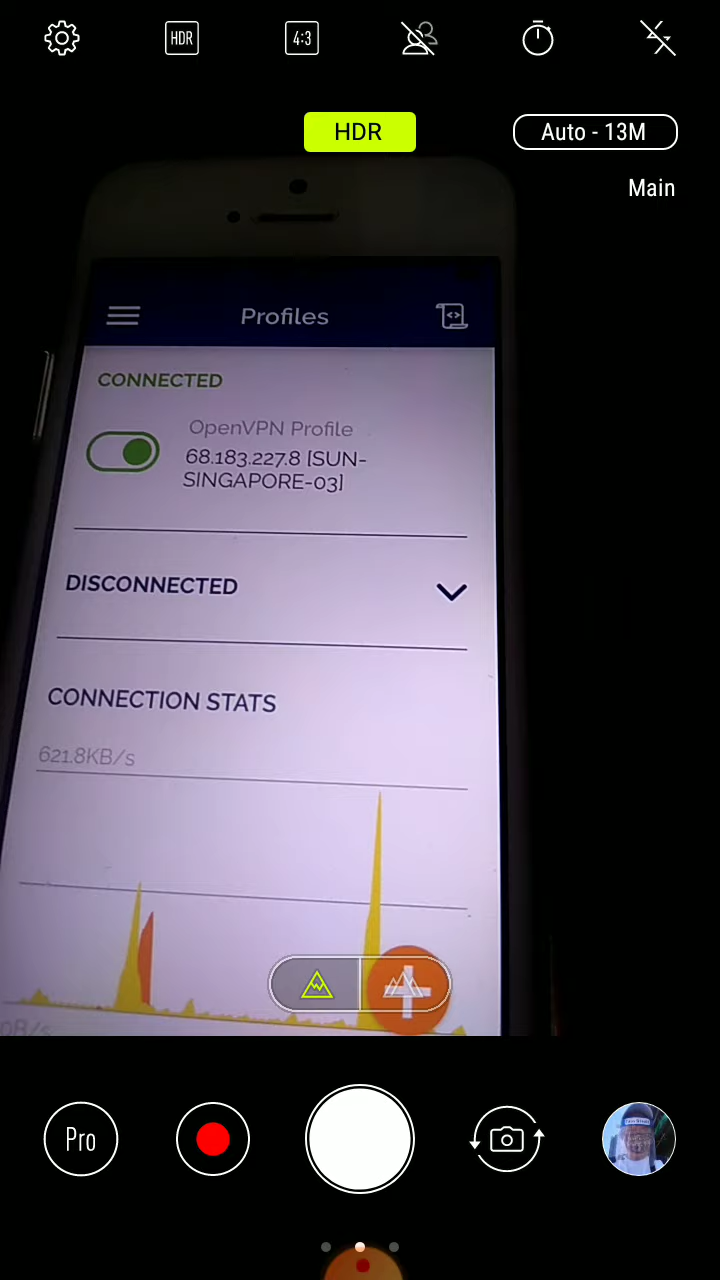 HDR
4:3
HDR
Auto - 13M
Main
Profiles
CONNECTED
OpenVPN Profile
68.183.227.8 [SUN-
SINGAPORE-03]
DISCONNECTED
CONNECTION STATS
621.8KB/s
0B/s
Pro